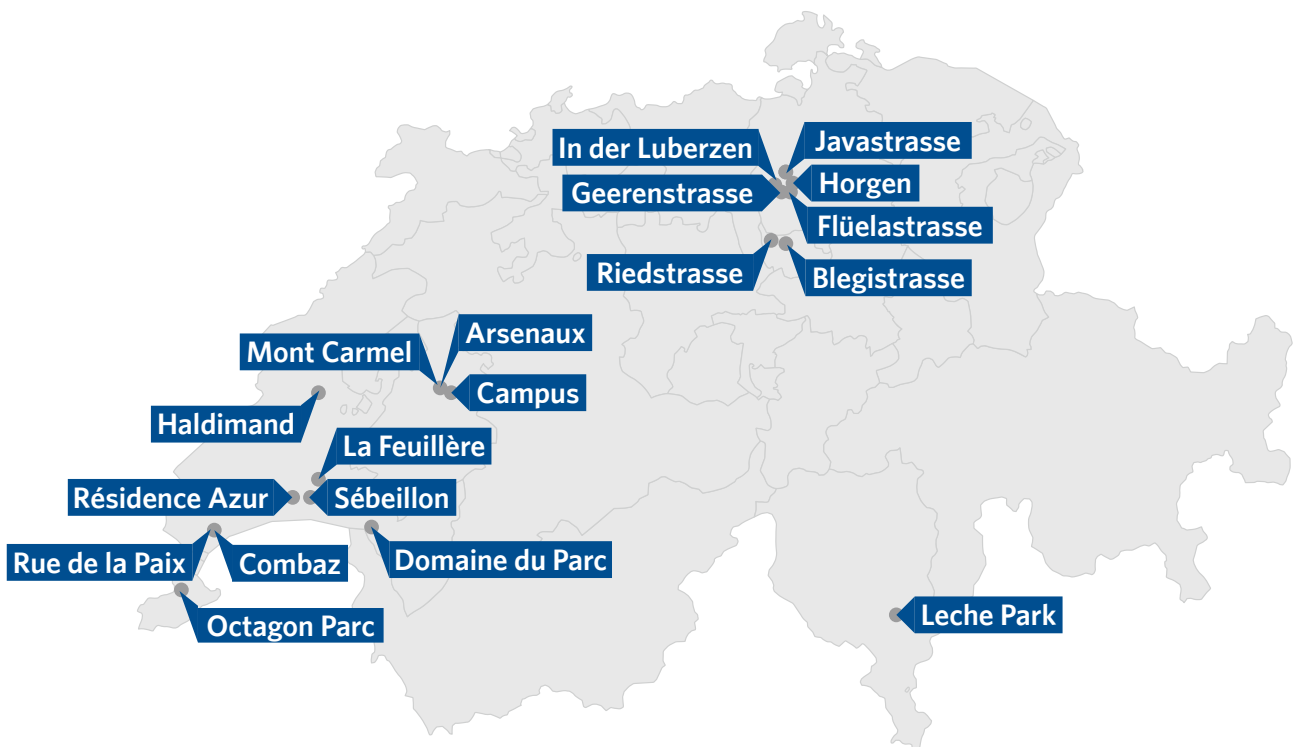 Javastrasse
In der Luberzen
Horgen
Geerenstrasse
Flüelastrasse
Riedstrasse
Blegistrasse
Arsenaux
Mont Carmel
Campus
Haldimand
La Feuillère
Résidence Azur
Sébeillon
Rue de la Paix
Combaz
Domaine du Parc
Octagon Parc
Leche Park